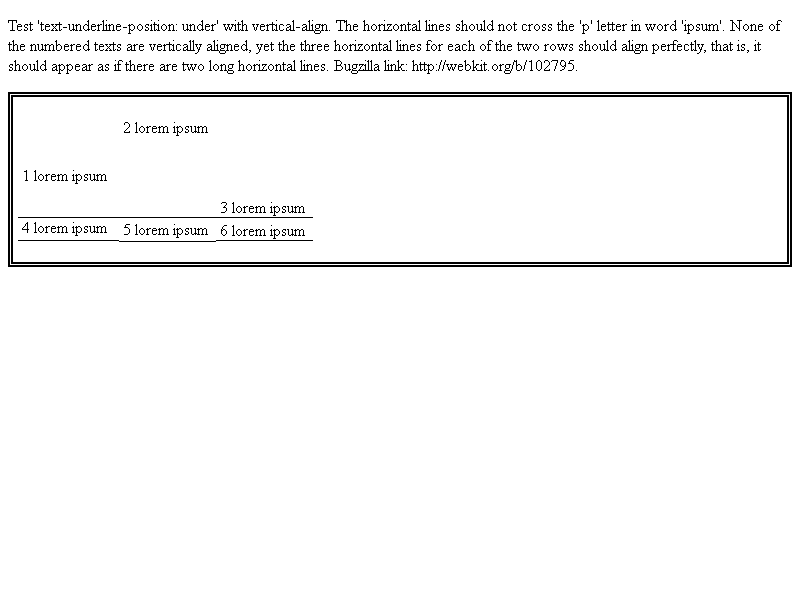 Test 'text-underline-position: under' with vertical-align. The horizontal lines should not cross the 'p' letter in word 'ipsum'. None of
the numbered texts are vertically aligned, yet the three horizontal lines for each of the two rows should align perfectly, that is, it
should appear as if there are two long horizontal lines. Bugzilla link: http://webkit.org/b/102795.
2 lorem ipsum
1 lorem ipsum
3 lorem ipsum
4 lorem ipsum 5 lorem ipsum 6 lorem ipsum